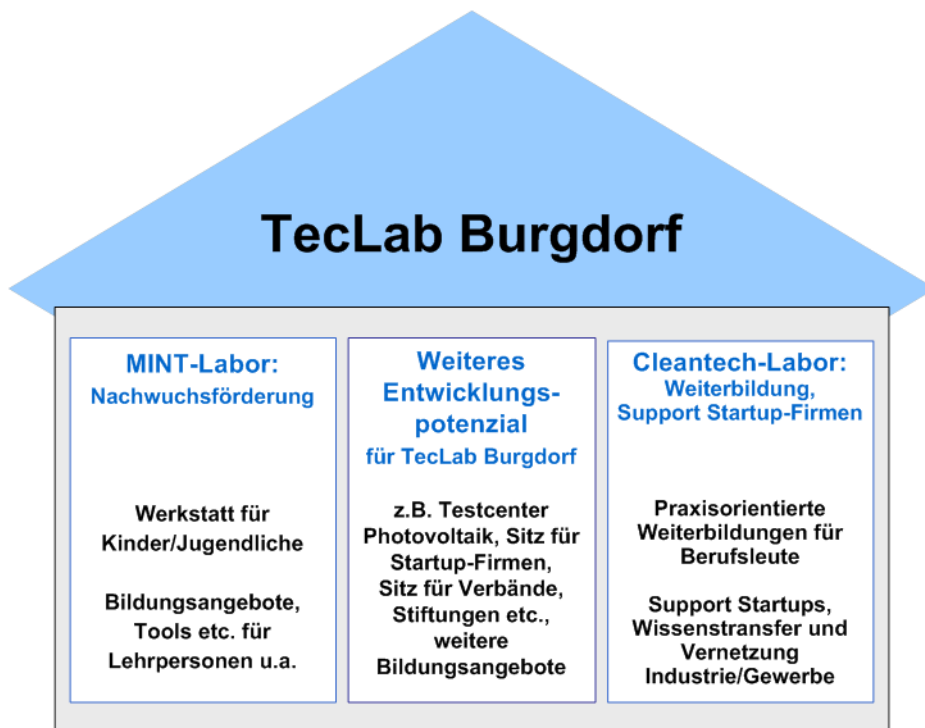 TecLab Burgdorf
MINT-Labor:
Nachwuchsförderung
Werkstatt für
Kinder/Jugendliche
Bildungsangebote,
Tools etc. für
Lehrpersonen u.a.
Weiteres
Entwicklungs-
potenzial
für TecLab Burgdorf
z.B. Testcenter
Photovoltaik, Sitz für
Startup-Firmen,
Sitz für Verbände,
Stiftungen etc.,
weitere
Bildungsangebote
Cleantech-Labor:
Weiterbildung,
Support Startup-Firmen
Praxisorientierte
Weiterbildungen für
Berufsleute
Support Startups,
Wissenstransfer und
Vernetzung
Industrie/Gewerbe